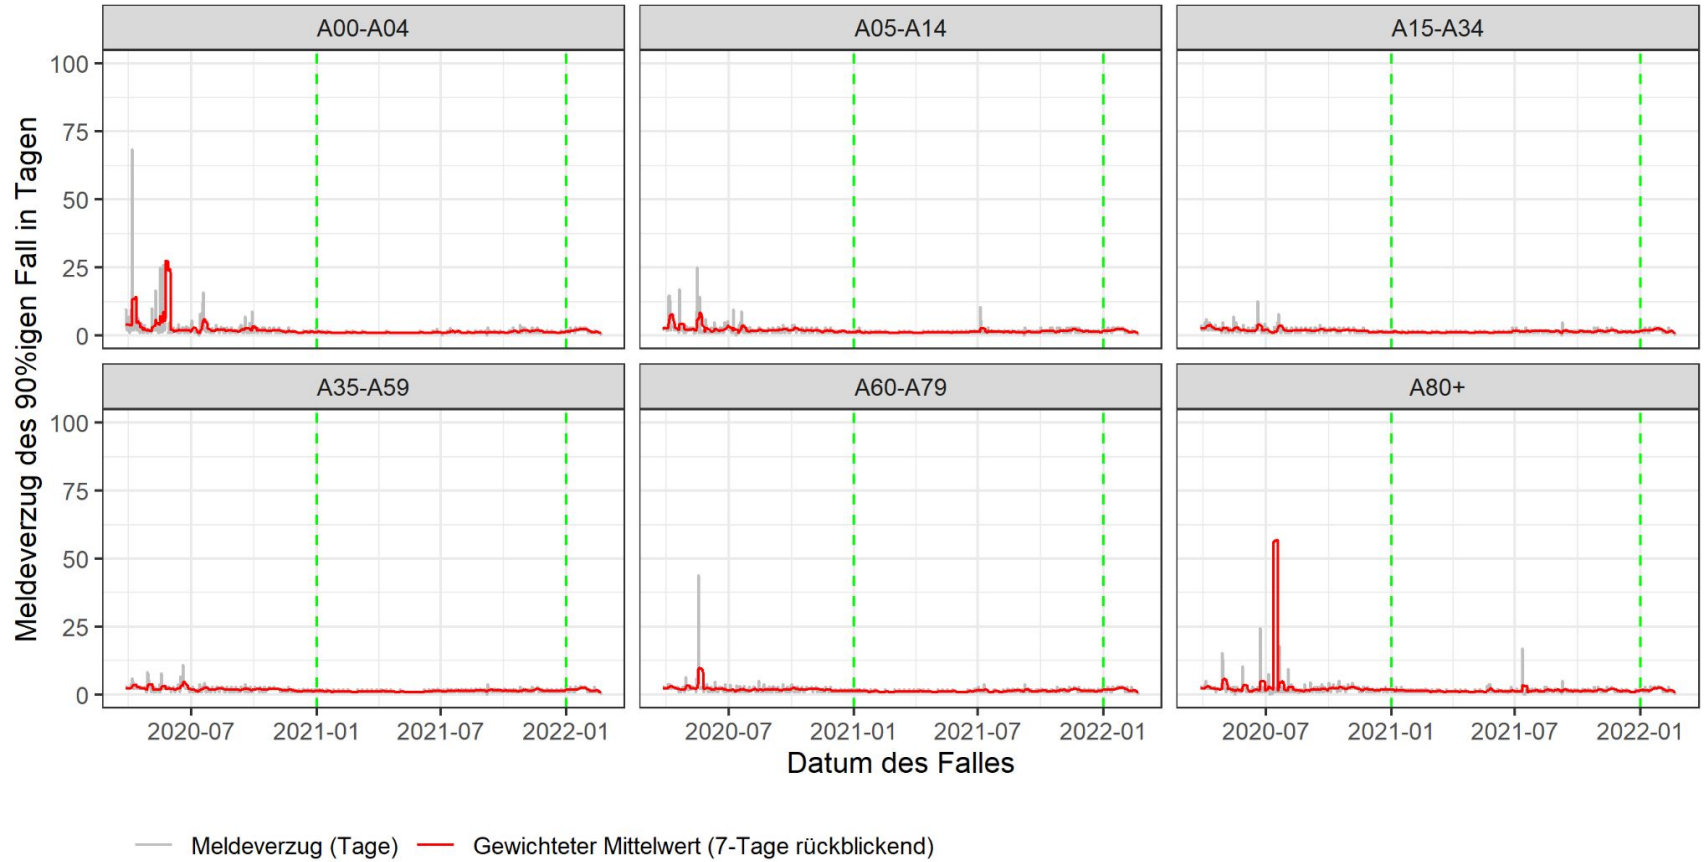 A00-A04 A05-A14 A15-A34
100
75
50
25
0
A35-A59 A60-A79 A80+
100
75
50
25
0
Meldeverzug des 90%igen Fall in Tagen
2020-07 2021-01 2021-07 2022-01 2020-07 2021-01 2021-07 2022-01 2020-07 2021-01 2021-07 2022-01
Datum des Falles
Meldeverzug (Tage) Gewichteter Mittelwert (7-Tage rückblickend)